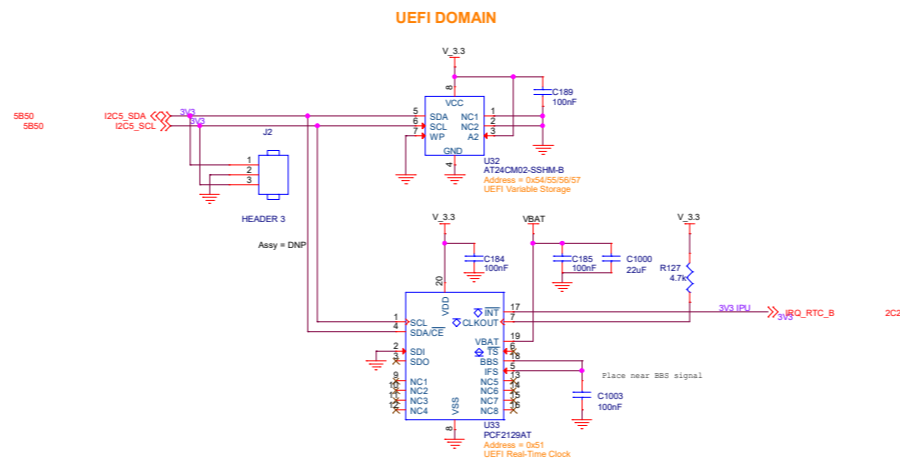 UEFI DOMAIN
V_3.3
C189
100nF
8
VCC
5B50
I2C5_SDA
3V3
5
SDA
NC1
1
5B50
I2C5_SCL
3V3
6
SCL
NC2
2
7
WP
A2
3
J2
GND
4
1
2
3
U32
AT24CM02-SSHM-B
Address = 0x54/55/56/57
UEFI Variable Storage
HEADER 3
Assy = DNP
V_3.3
VBAT
V_3.3
C184
100nF
C185
100nF
C1000
22uF
R127
4.7k
20
VDD
1
SCL
INT
17
3V3 IPU
IRQ_RTC_B
3V3
2C2
4
SDA/CE
CLKOUT
7
VBAT
19
2
SDI
TS
6
3
SDO
BBS
18
IFS
5
9
NC1
NC5
13
10
NC2
NC6
14
11
NC3
NC7
15
12
NC4
NC8
16
VSS
8
Place near BBS signal
C1003
100nF
U33
PCF2129AT
Address = 0x51
UEFI Real-Time Clock